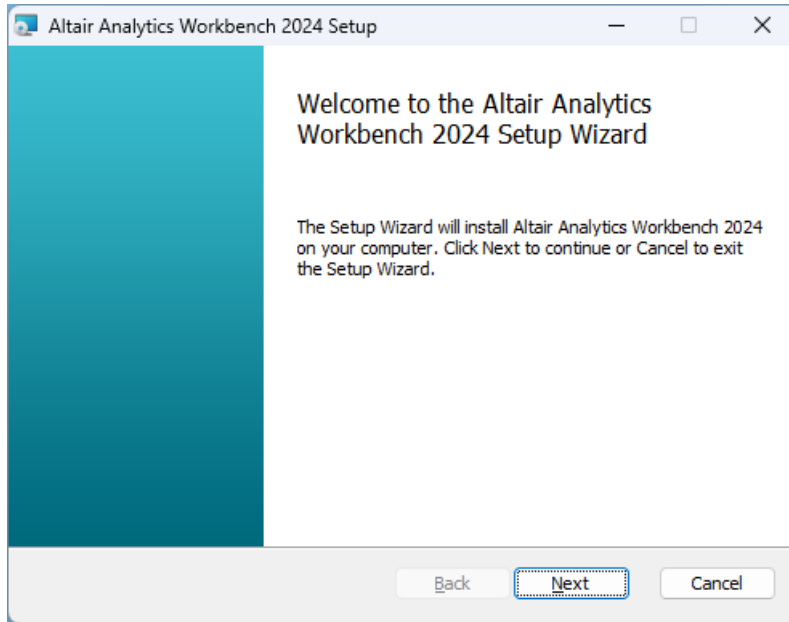 Altair Analytics Workbench 2024 Setup
Welcome to the Altair Analytics
Workbench 2024 Setup Wizard
The Setup Wizard will install Altair Analytics Workbench 2024
on your computer. Click Next to continue or Cancel to exit
the Setup Wizard.
Back Next Cancel